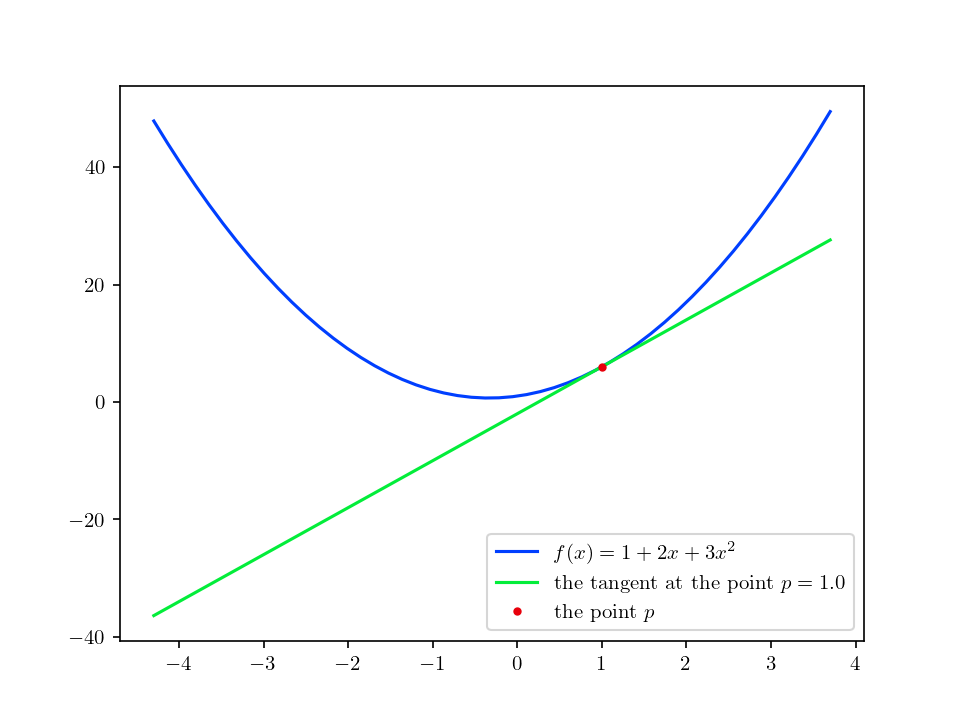 40
20
0
−20
−40
−4 −3 −2 −1 0 1 2 3 4
f(x) = 1 + 2x + 3x²
the tangent at the point p = 1.0
the point p